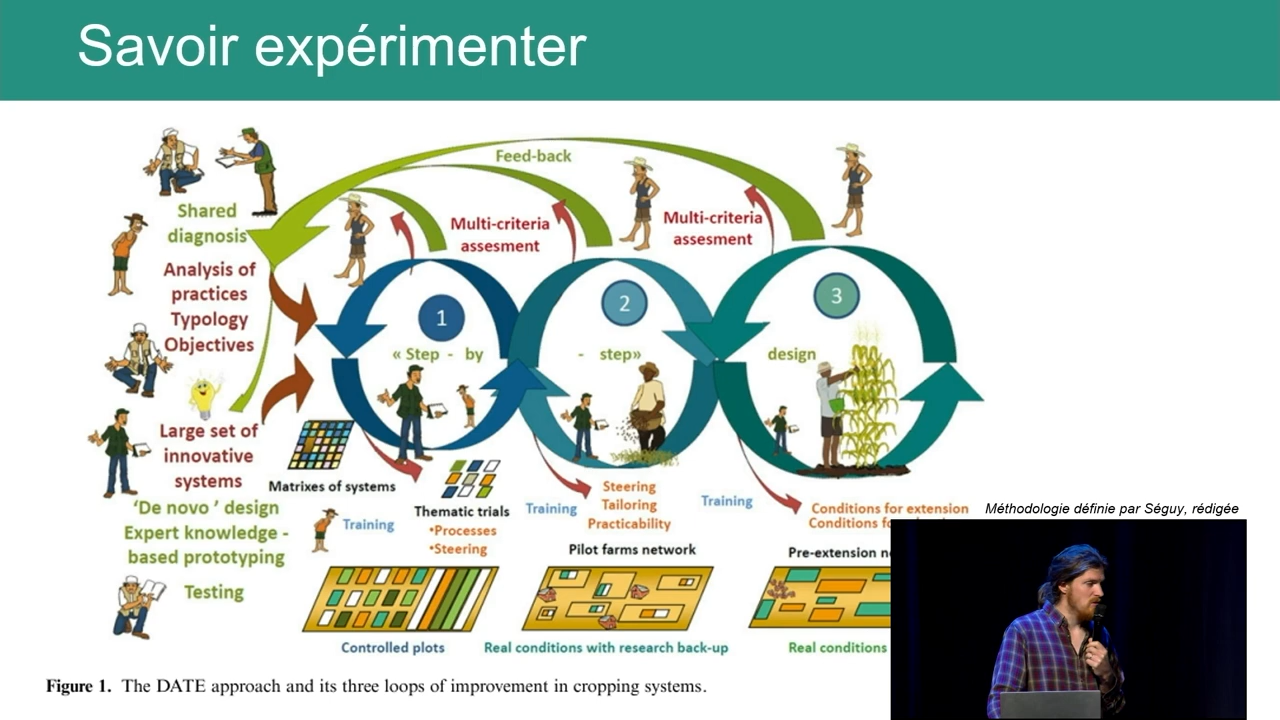 Savoir expérimenter
Feed-back
Shared
diagnosis
Multi-criteria
assesment
Multi-criteria
assesment
Analysis of
practices
Typology
Objectives
1
2
3
« Step - by
- step»
design
Large set of
innovative
systems
Matrixes of systems
Thematic trials
•Processes
•Steering
Training
Training
Steering
Tailoring
Practicability
Training
Conditions for extension
Conditions
Méthodologie définie par Séguy, rédigée
'De novo ' design
Expert knowledge -
based prototyping
Testing
Pilot farms network
Pre-extension
Controlled plots
Real conditions with research back-up
Real conditions
Figure 1. The DATE approach and its three loops of improvement in cropping systems.